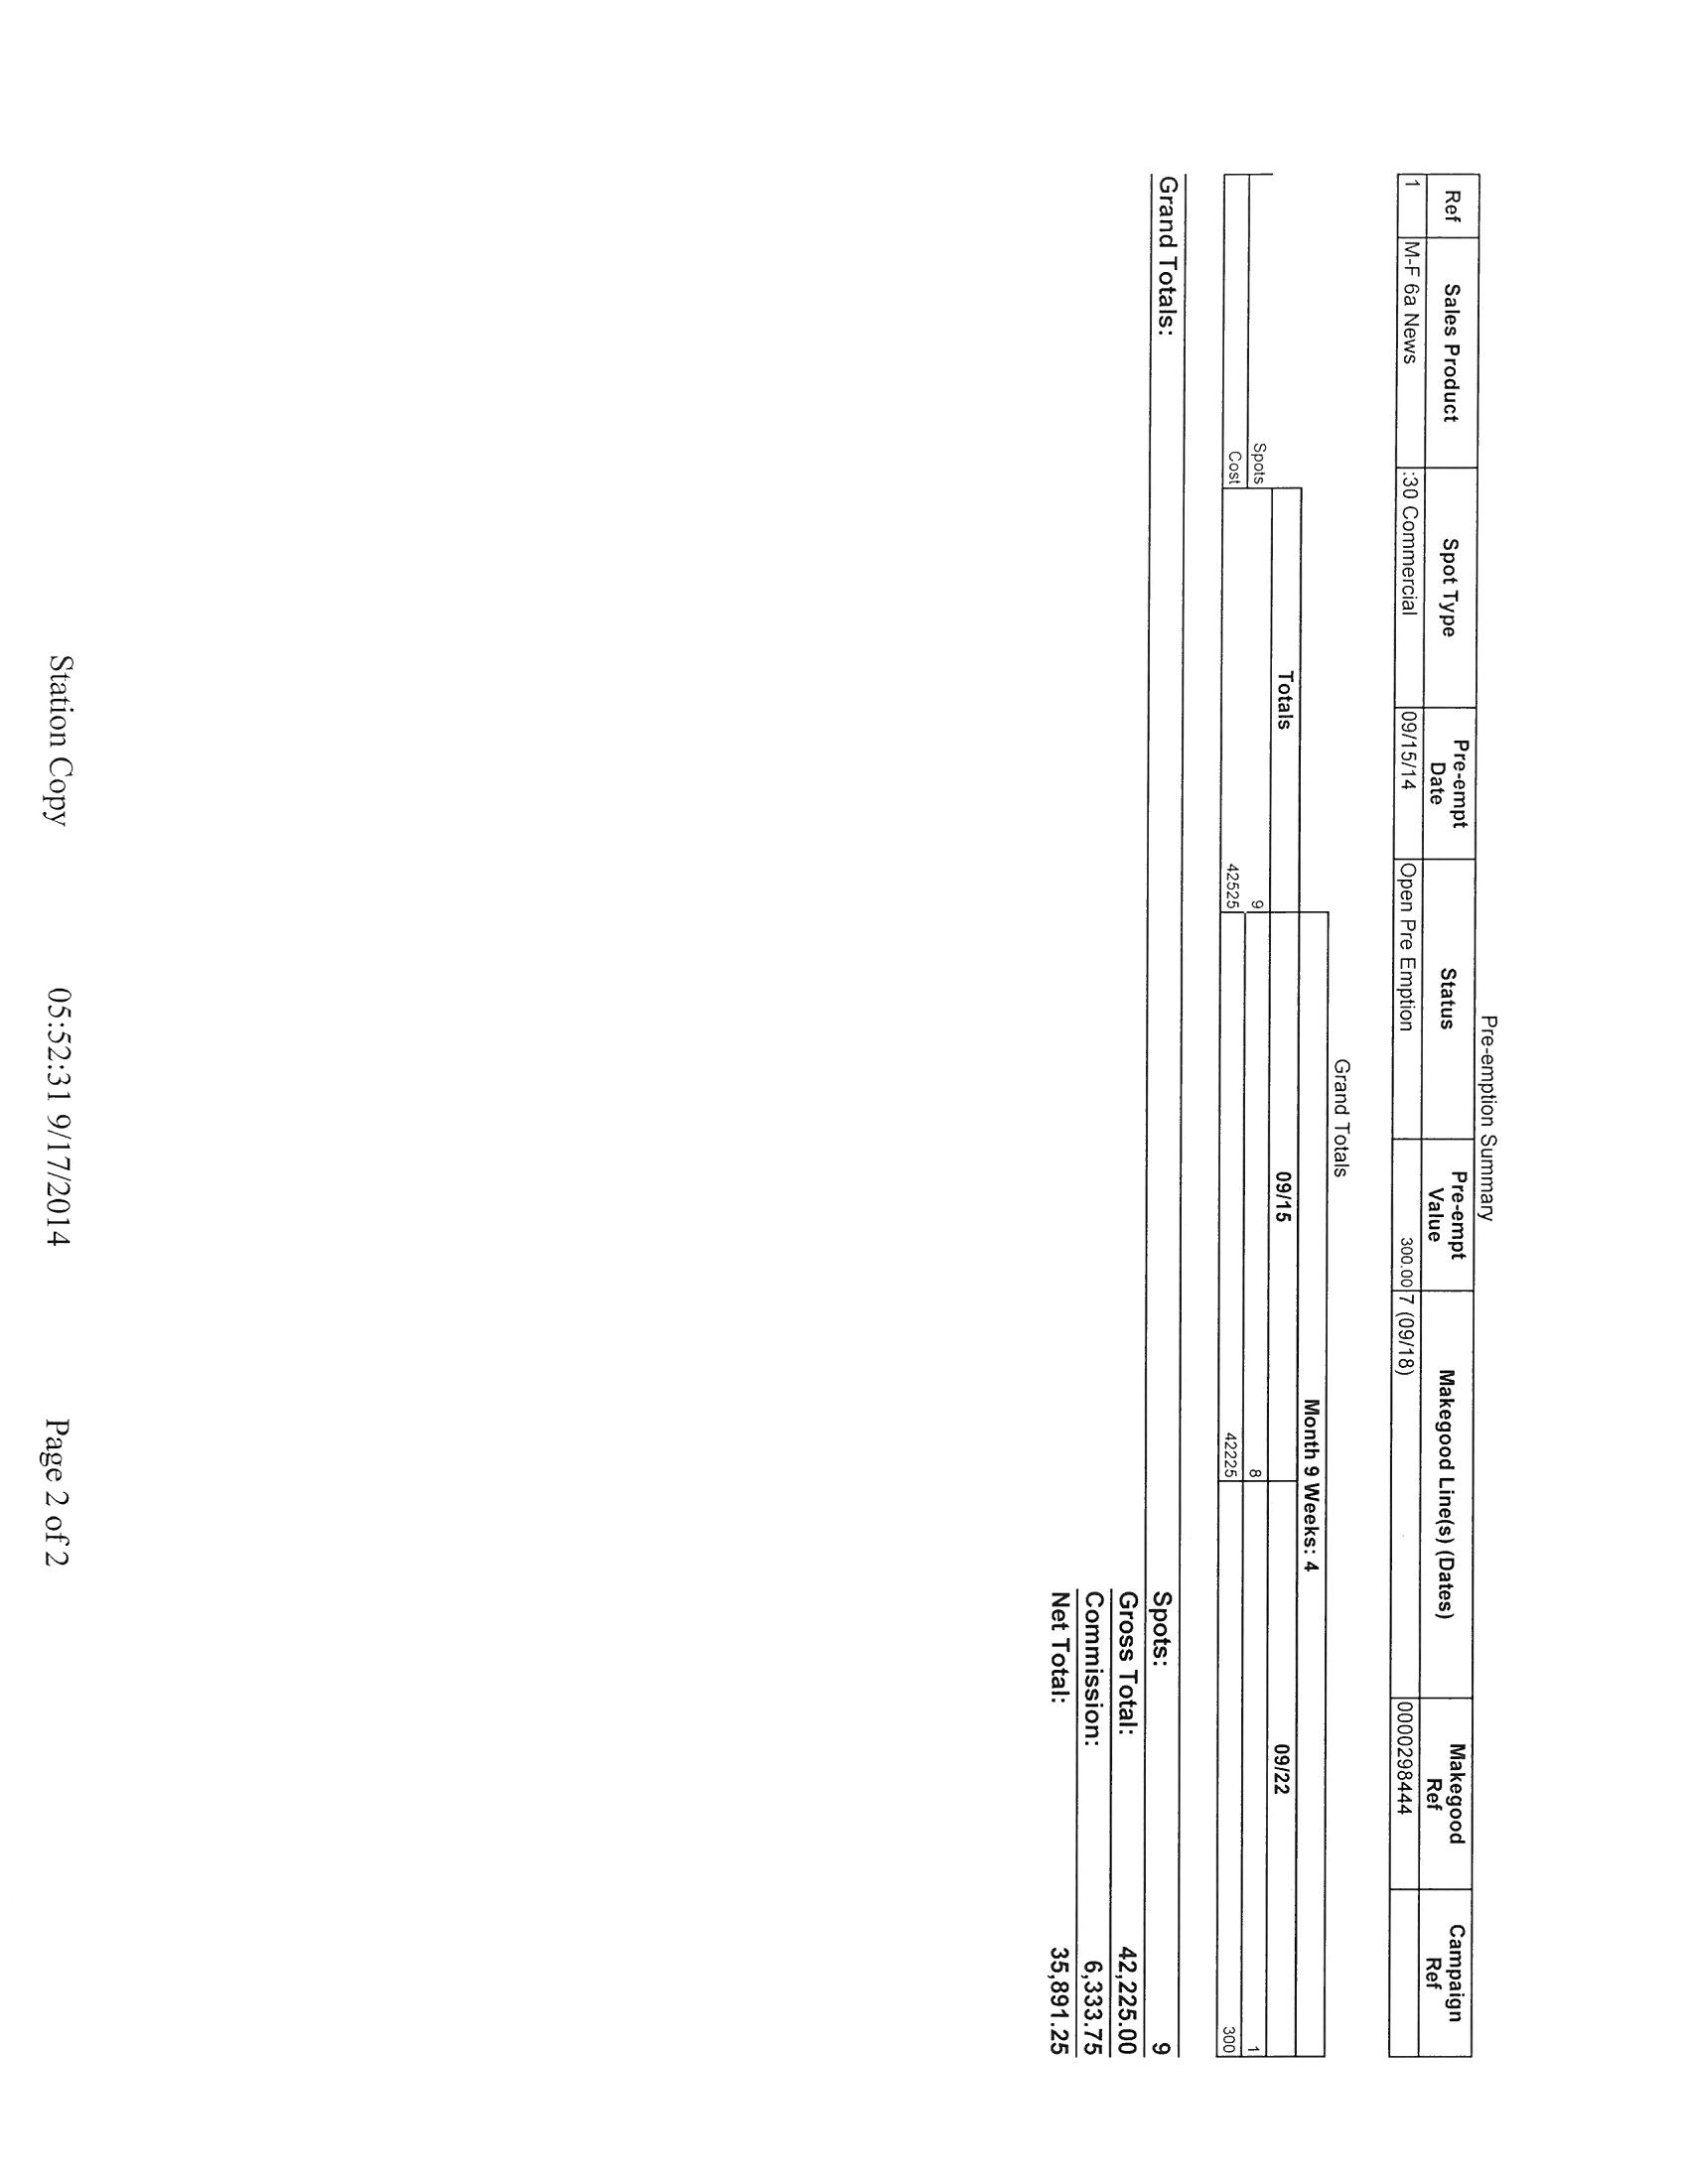 Pre-emption Summary
Ref Sales Product Spot Type Pre-empt Date Status Pre-empt Value Makegood Line(s) (Dates) Makegood Ref Campaign Ref
1 M-F 6a News :30 Commercial 09/15/14 Open Pre Emption 300.00 7 (09/18) 0000298444
Grand Totals
Month 9 Weeks: 4
Totals 09/15 09/22
Spots 9 8 1
Cost 42525 42225 300
Grand Totals: Spots: 9
Gross Total: 42,225.00
Commission: 6,333.75
Net Total: 35,891.25
Station Copy 05:52:31 9/17/2014 Page 2 of 2